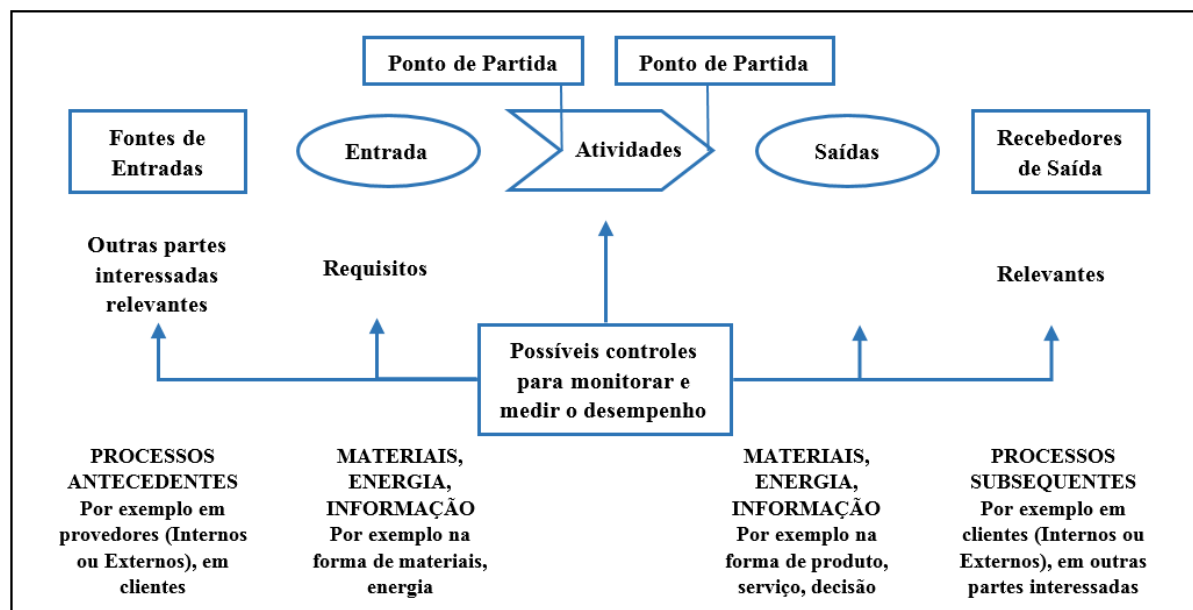 Ponto de Partida
Ponto de Partida
Fontes de
Entradas
Entrada
Atividades
Saídas
Recebedores
de Saída
Outras partes
interessadas
relevantes
Requisitos
Relevantes
Possíveis controles
para monitorar e
medir o desempenho
PROCESSOS
ANTECEDENTES
Por exemplo em
provedores (Internos
ou Externos), em
clientes
MATERIAIS,
ENERGIA,
INFORMAÇÃO
Por exemplo na
forma de materiais,
energia
MATERIAIS,
ENERGIA,
INFORMAÇÃO
Por exemplo na
forma de produto,
serviço, decisão
PROCESSOS
SUBSEQUENTES
Por exemplo em
clientes (Internos ou
Externos), em outras
partes interessadas